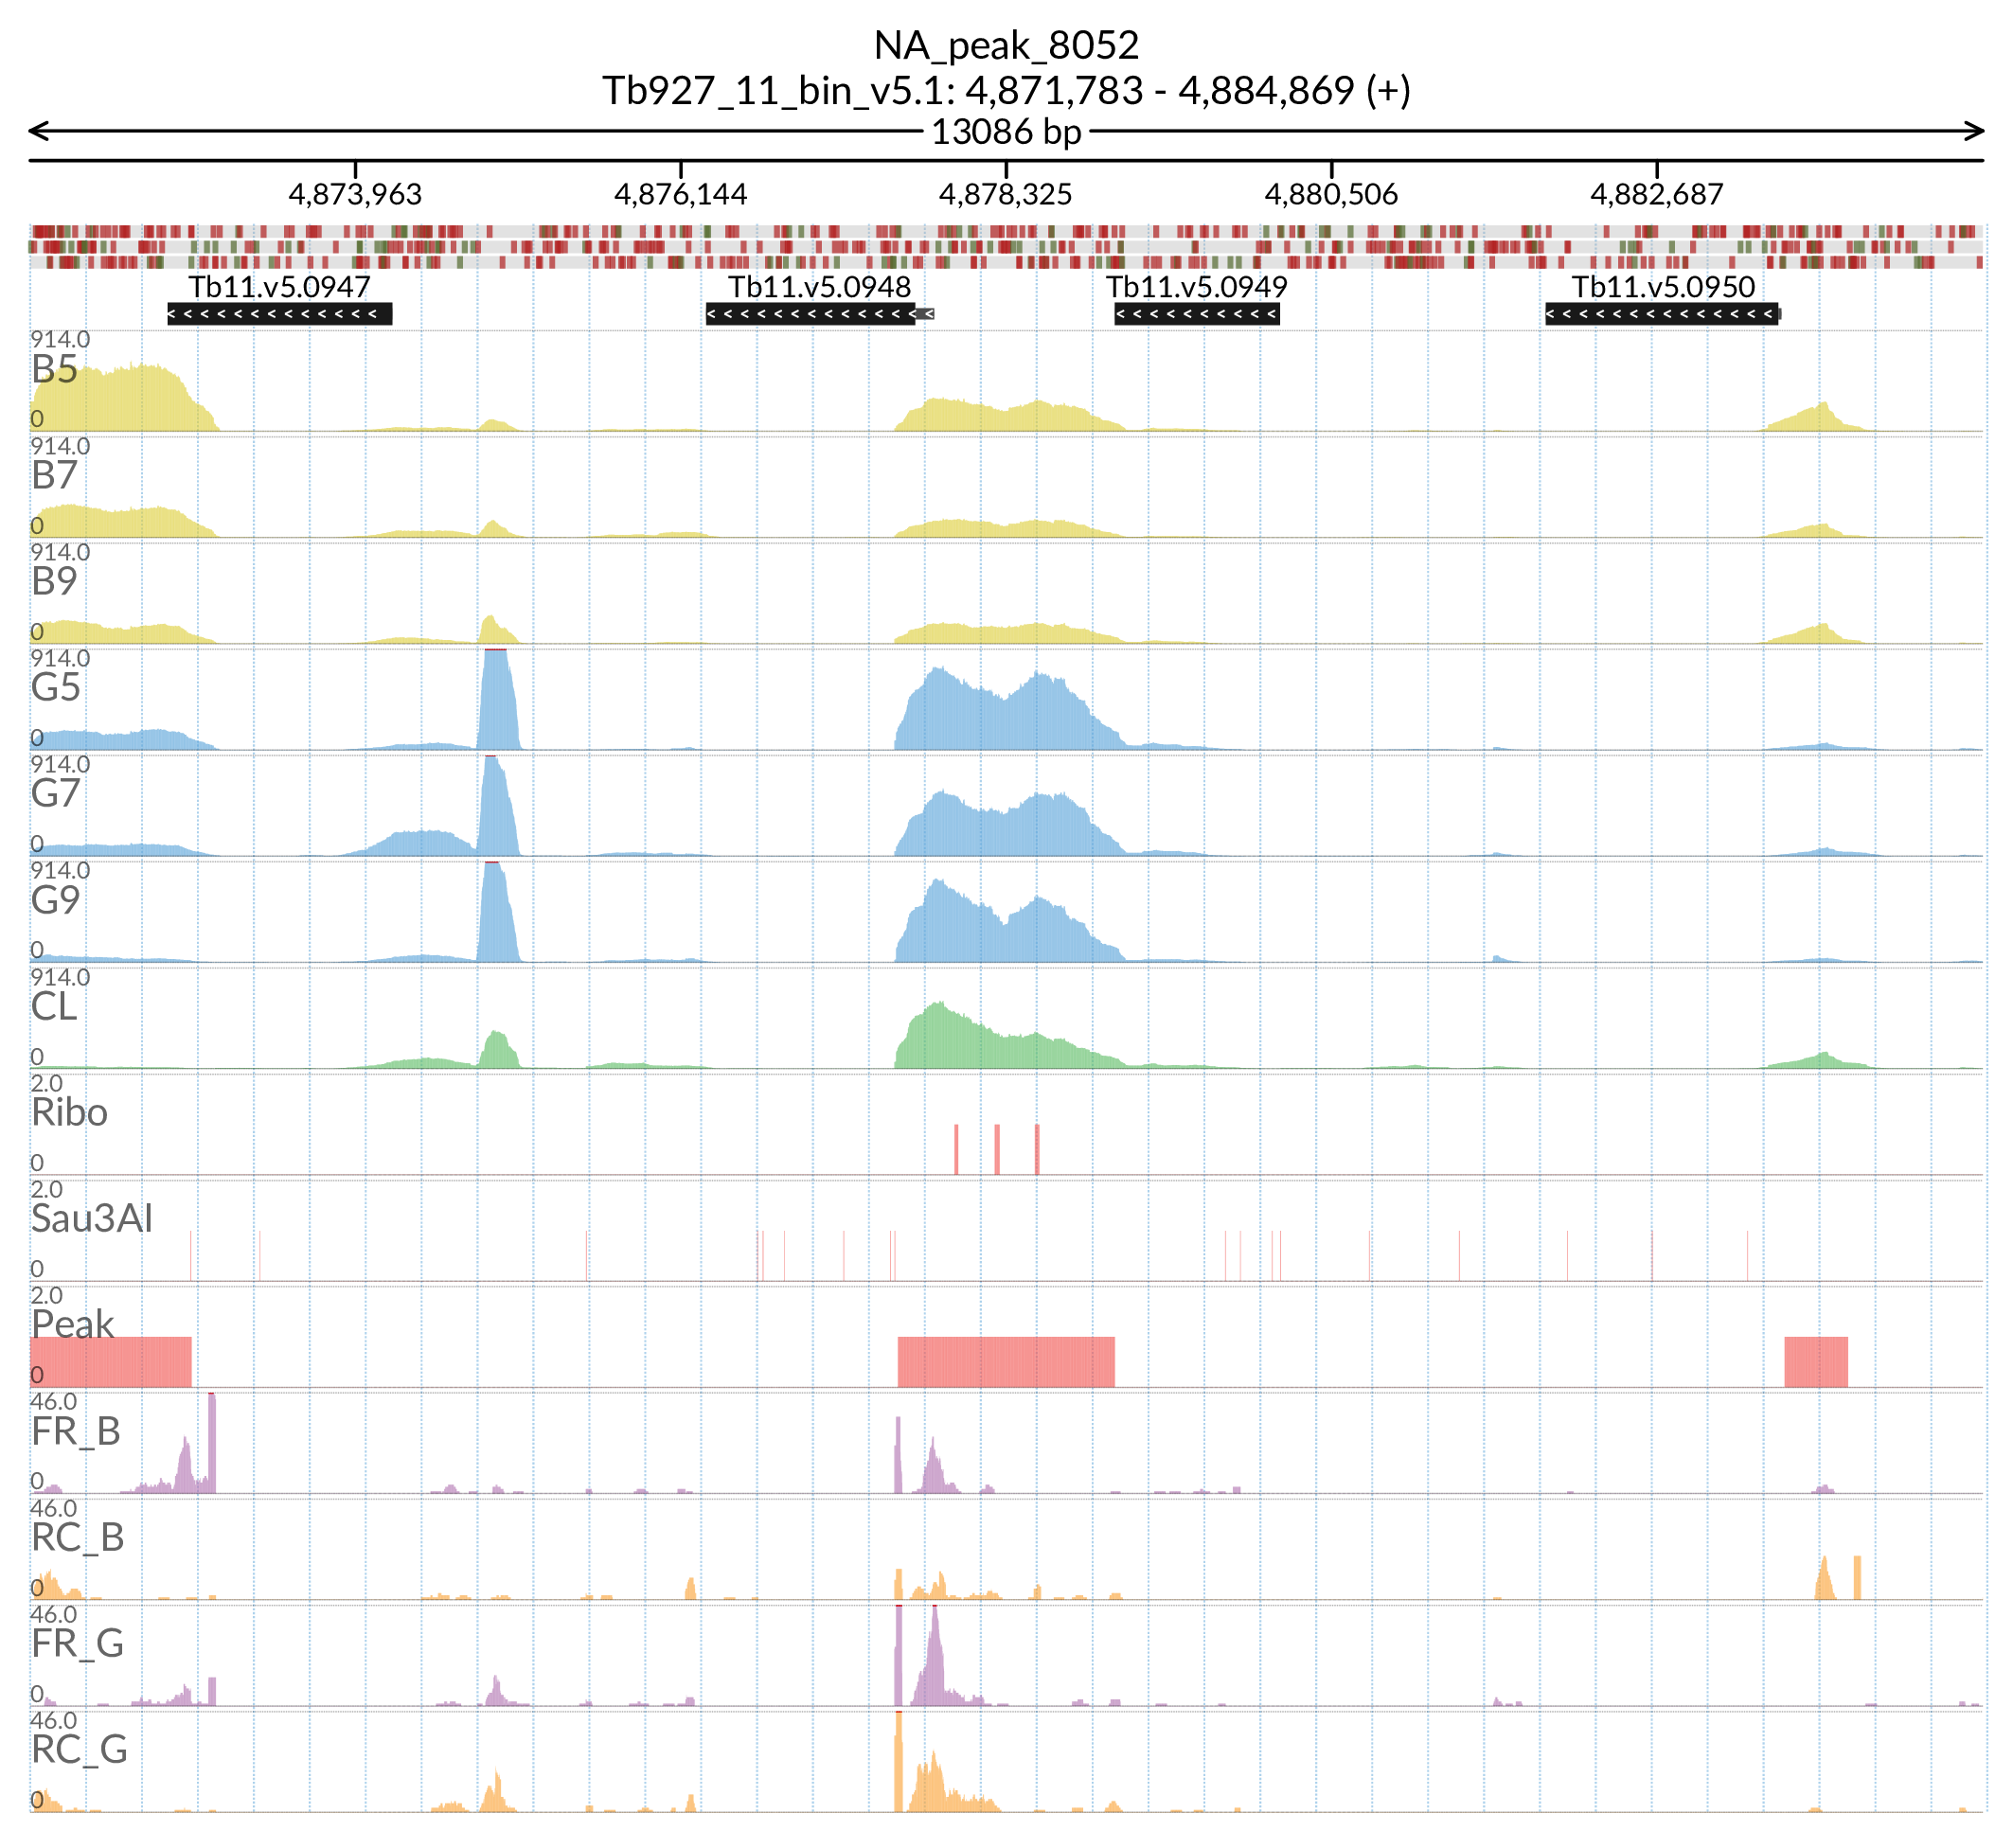 NA_peak_8052
Tb927_11_bin_v5.1: 4,871,783 - 4,884,869 (+)
13086 bp
4,873,963 4,876,144 4,878,325 4,880,506 4,882,687
Tb11.v5.0947 Tb11.v5.0948 Tb11.v5.0949 Tb11.v5.0950
914.0
B5
0
914.0
B7
0
914.0
B9
0
914.0
G5
0
914.0
G7
0
914.0
G9
0
914.0
CL
0
2.0
Ribo
0
2.0
Sau3AI
0
2.0
Peak
0
46.0
FR_B
0
46.0
RC_B
0
46.0
FR_G
0
46.0
RC_G
0